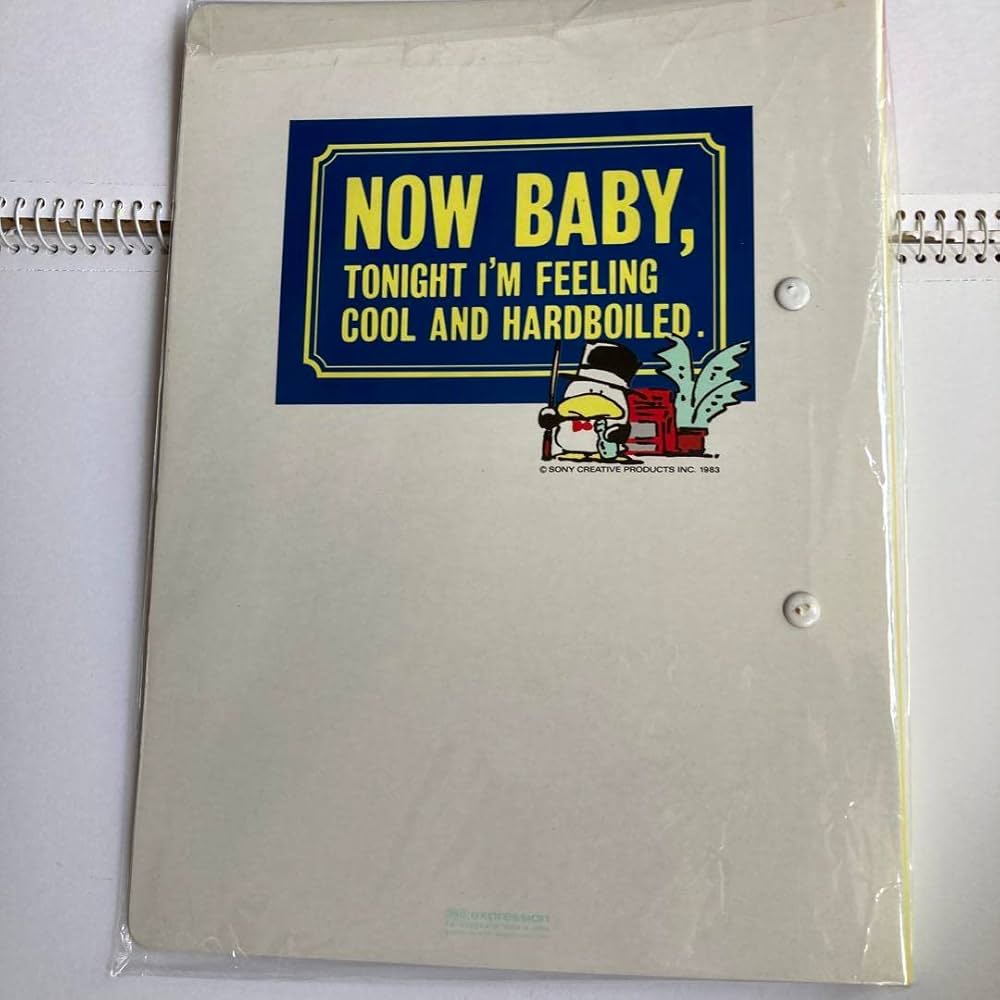 NOW BABY,
TONIGHT I'M FEELING
COOL AND HARDBOILED.
© SONY CREATIVE PRODUCTS INC. 1983
expression